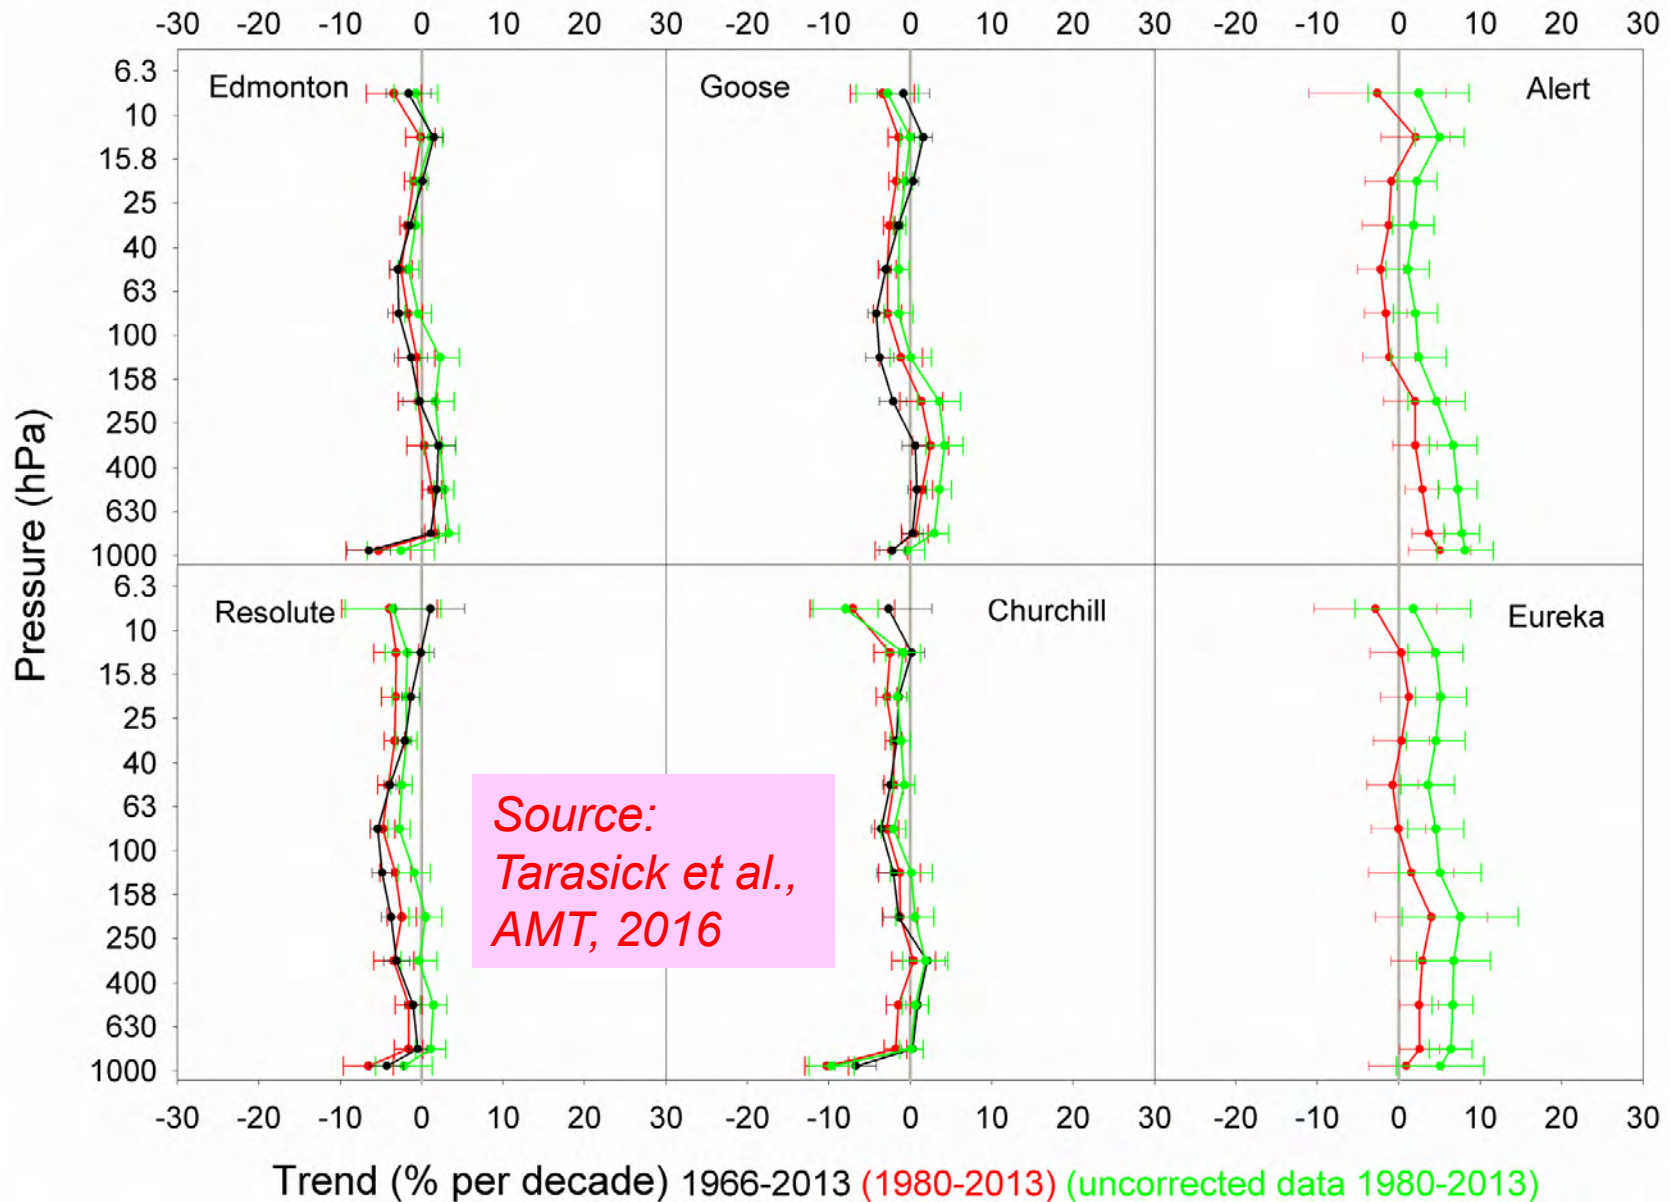 -30 -20 -10 0 10 20 30 -20 -10 0 10 20 30 -20 -10 0 10 20 30
Pressure (hPa)
6.3
10
15.8
25
40
63
100
158
250
400
630
1000
Edmonton
Goose
Alert
6.3
10
15.8
25
40
63
100
158
250
400
630
1000
Resolute
Churchill
Eureka
Source:
Tarasick et al.,
AMT, 2016
-30 -20 -10 0 10 20 30 -20 -10 0 10 20 30 -20 -10 0 10 20 30
Trend (% per decade) 1966-2013 (1980-2013) (uncorrected data 1980-2013)